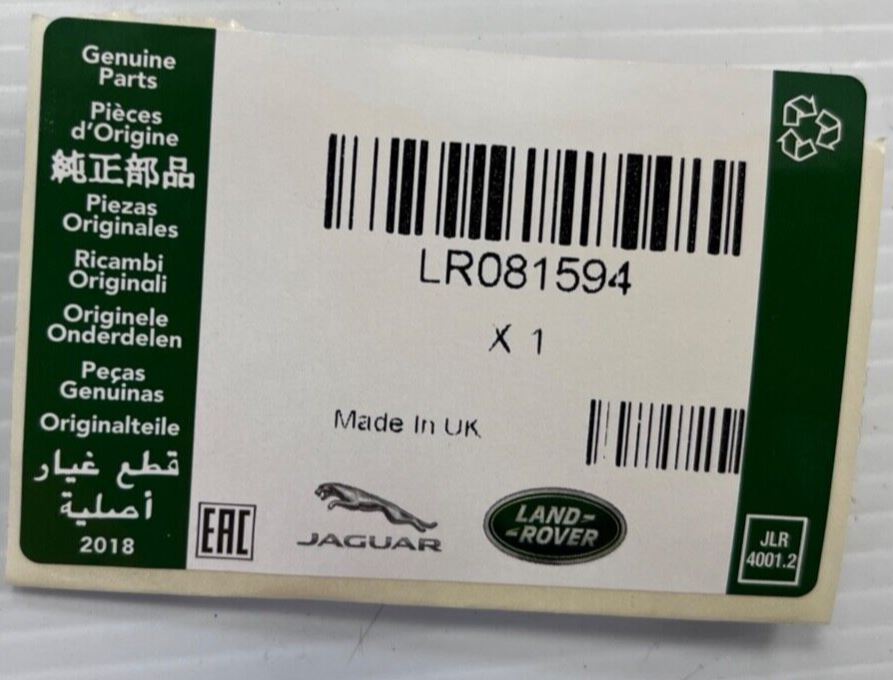 Genuine
Parts
Pièces
d'Origine
純正部品
Piezas
Originales
Ricambi
Originali
Originele
Onderdelen
Peças
Genuinas
Originalteile
قطع غيار
أصلية
2018
LR081594
X 1
Made In UK
EAC
JAGUAR
LAND-
-ROVER
JLR
4001.2